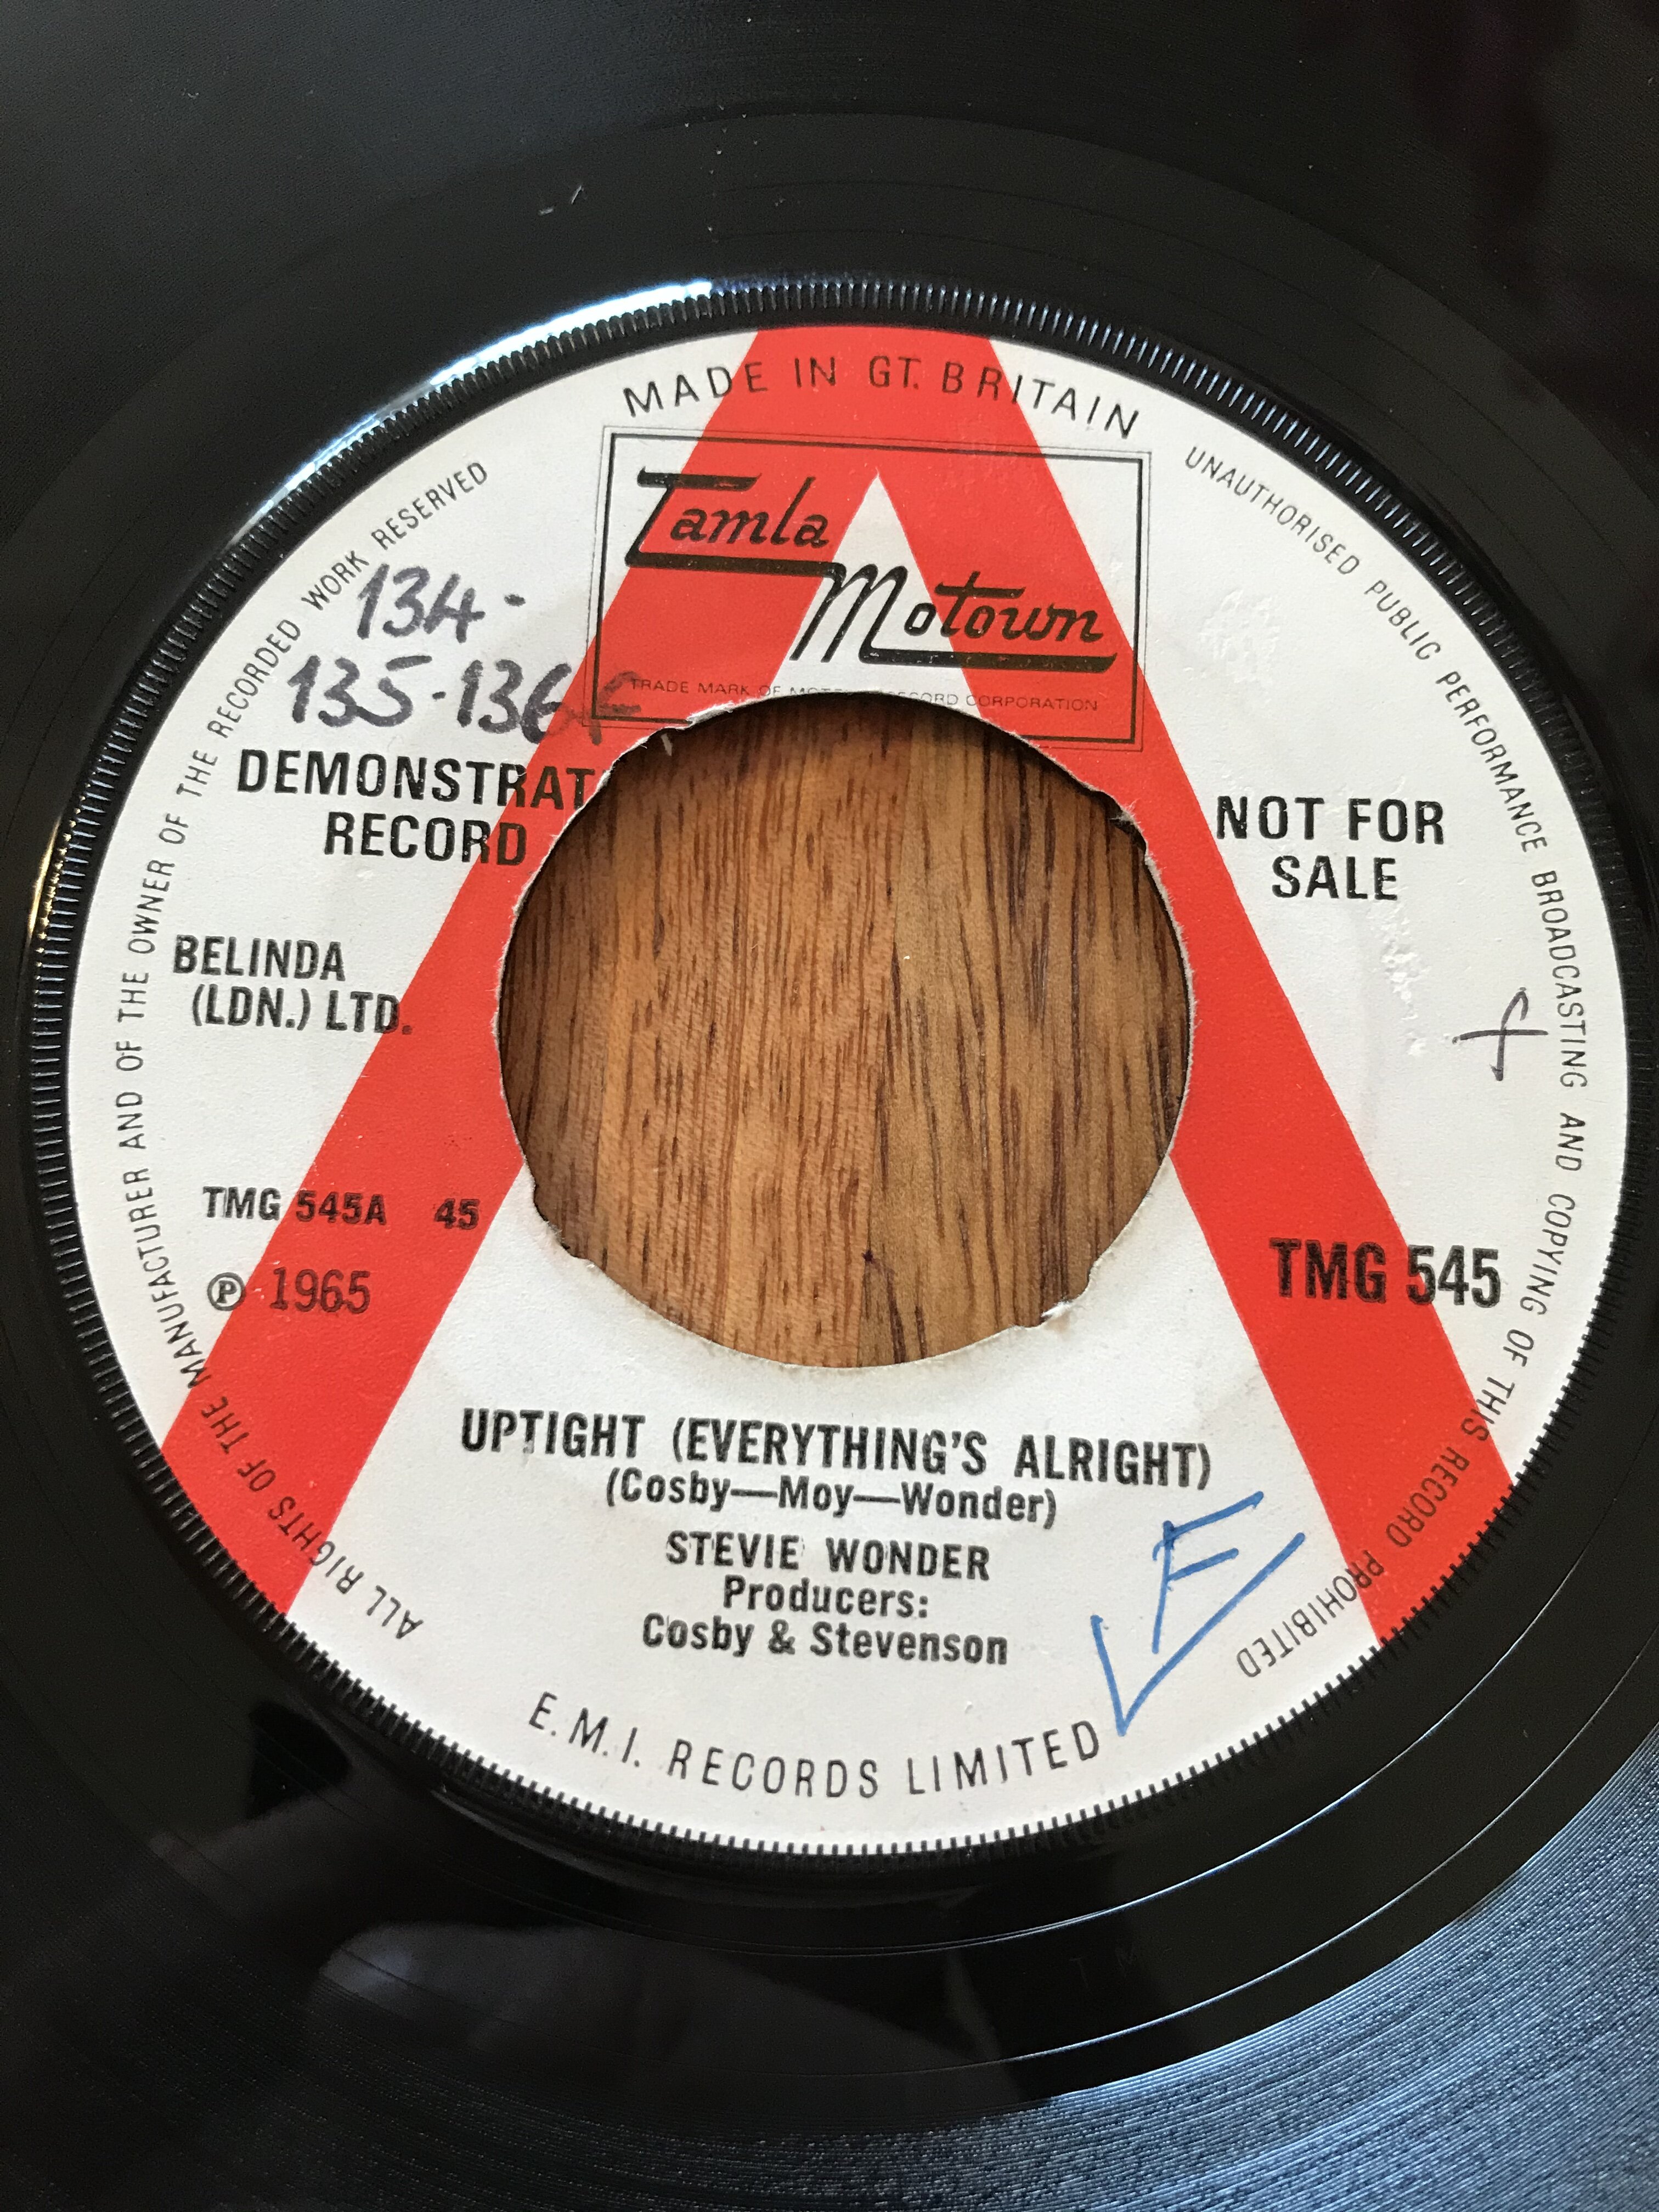 MADE IN GT. BRITAIN
Tamla
Motown
TRADE MARK OF RECORD CORPORATION
UNAUTHORISED PUBLIC PERFORMANCE BROADCASTING AND COPYING OF THIS RECORD PROHIBITED
ALL RIGHTS OF THE MANUFACTURER AND OF THE OWNER OF THE RECORDED WORK RESERVED
134-
135-136
DEMONSTRAT
RECORD
NOT FOR
SALE
BELINDA
(LDN.) LTD.
TMG 545A 45
℗ 1965
TMG 545
UPTIGHT (EVERYTHING'S ALRIGHT)
(Cosby—Moy—Wonder)
STEVIE WONDER
Producers:
Cosby & Stevenson
F
E.M.I. RECORDS LIMITED